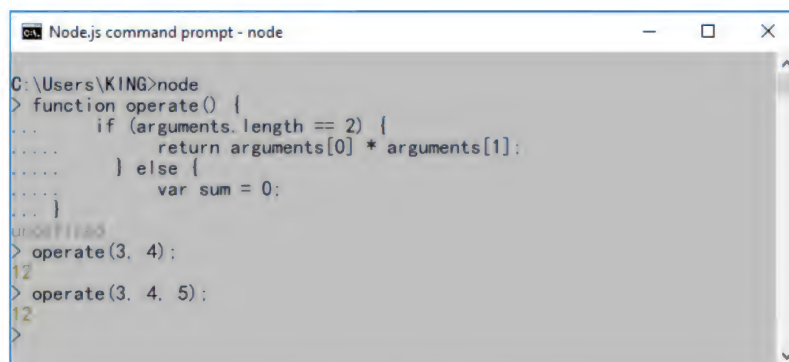 Node.js command prompt - node
C:\Users\KING>node
> function operate() {
...     if (arguments.length == 2) {
.....         return arguments[0] * arguments[1];
.....     } else {
.....         var sum = 0;
... }
undefined
> operate(3, 4);
12
> operate(3, 4, 5);
12
>